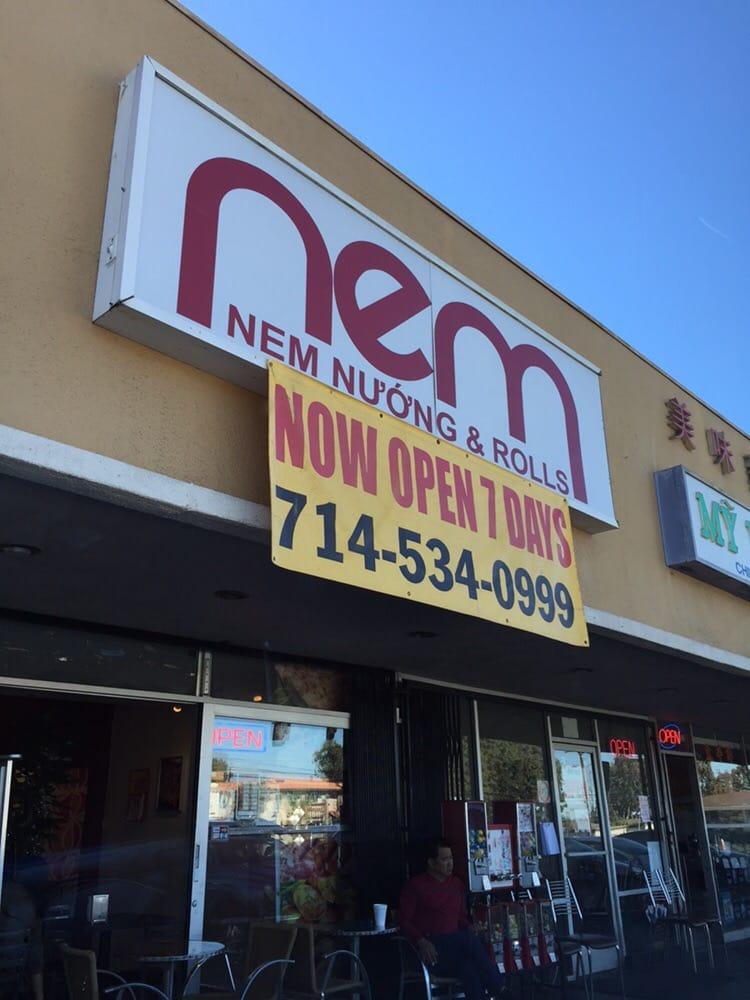 nem
NEM NƯỚNG & ROLLS
NOW OPEN 7 DAYS
714-534-0999
美味
MỸ
OPEN
OPEN
OPEN